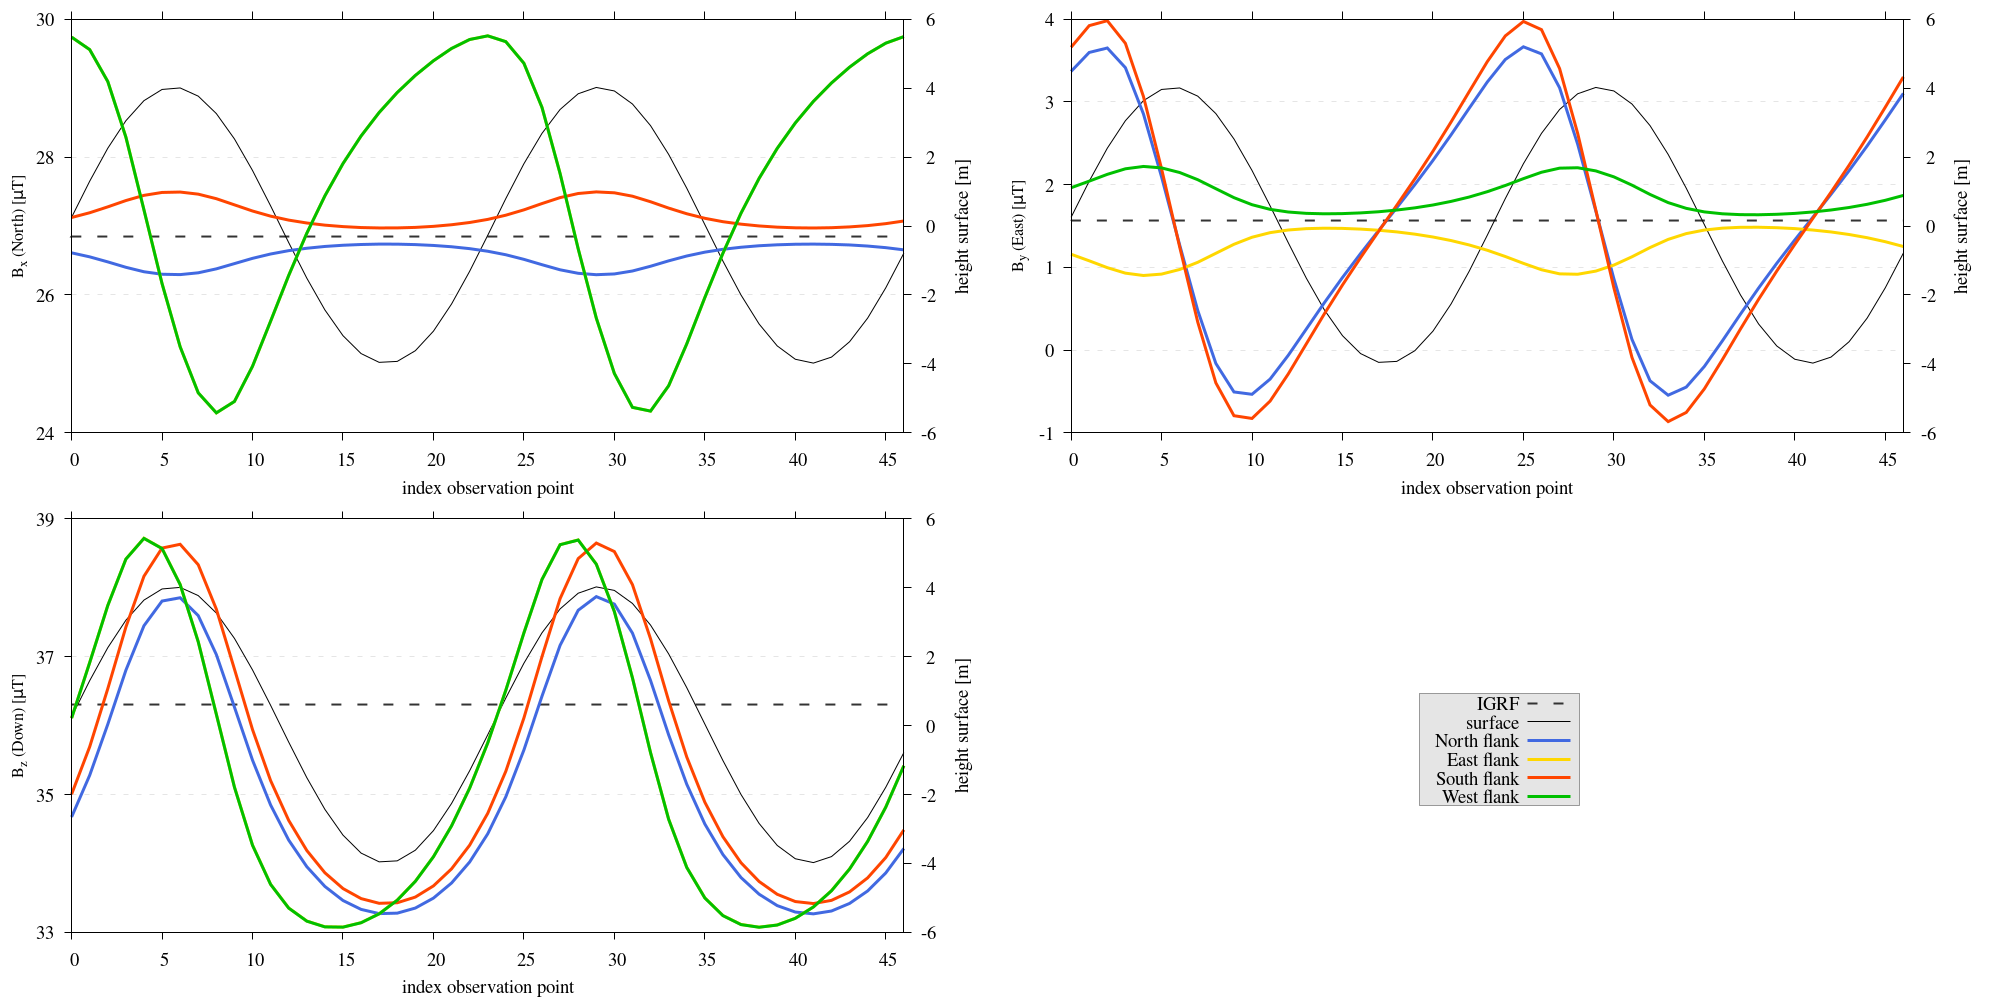 30
28
26
24
Bx (North) [µT]
6
4
2
0
-2
-4
-6
height surface [m]
0 5 10 15 20 25 30 35 40 45
index observation point
4
3
2
1
0
-1
By (East) [µT]
6
4
2
0
-2
-4
-6
height surface [m]
0 5 10 15 20 25 30 35 40 45
index observation point
39
37
35
33
Bz (Down) [µT]
6
4
2
0
-2
-4
-6
height surface [m]
0 5 10 15 20 25 30 35 40 45
index observation point
IGRF
surface
North flank
East flank
South flank
West flank